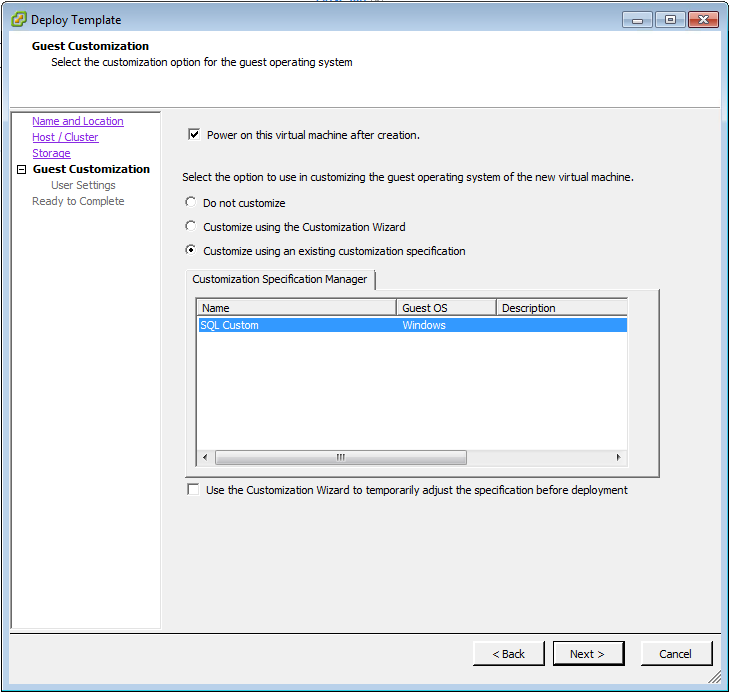 Deploy Template
Guest Customization
Select the customization option for the guest operating system
Name and Location
Host / Cluster
Storage
Guest Customization
User Settings
Ready to Complete
Power on this virtual machine after creation.
Select the option to use in customizing the guest operating system of the new virtual machine.
Do not customize
Customize using the Customization Wizard
Customize using an existing customization specification
Customization Specification Manager
Name Guest OS Description
SQL Custom Windows
Use the Customization Wizard to temporarily adjust the specification before deployment
< Back Next > Cancel